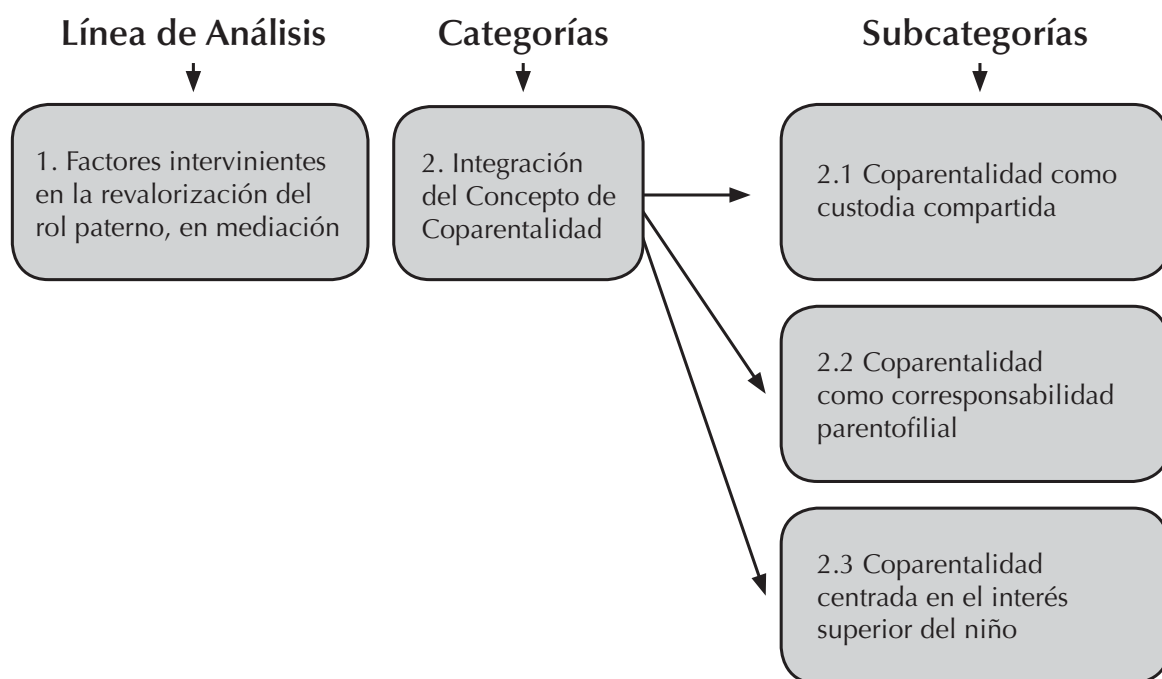 Línea de Análisis
Categorías
Subcategorías
1. Factores intervinientes
en la revalorización del
rol paterno, en mediación
2. Integración
del Concepto de
Coparentalidad
2.1 Coparentalidad como
custodia compartida
2.2 Coparentalidad
como corresponsabilidad
parentofilial
2.3 Coparentalidad
centrada en el interés
superior del niño